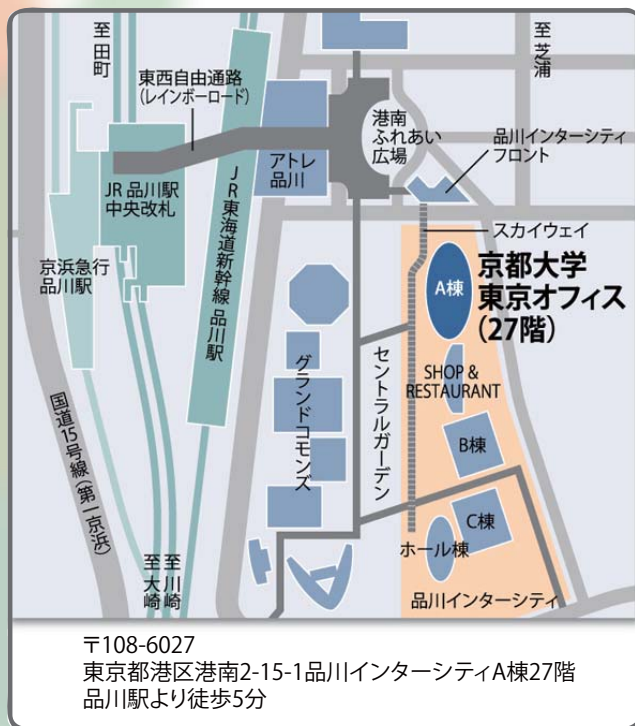 至田町
東西自由通路
（レインボーロード）
至芝浦
港南
ふれあい
広場
品川インターシティ
フロント
アトレ
品川
JR 品川駅
中央改札
スカイウェイ
京浜急行
品川駅
JR東海道新幹線 品川駅
A棟
京都大学
東京オフィス
（27階）
SHOP &
RESTAURANT
グランドコモンズ
セントラルガーデン
B棟
国道15号線（第一京浜）
C棟
ホール棟
至大崎
至川崎
品川インターシティ
〒108-6027
東京都港区港南2-15-1品川インターシティA棟27階
品川駅より徒歩5分